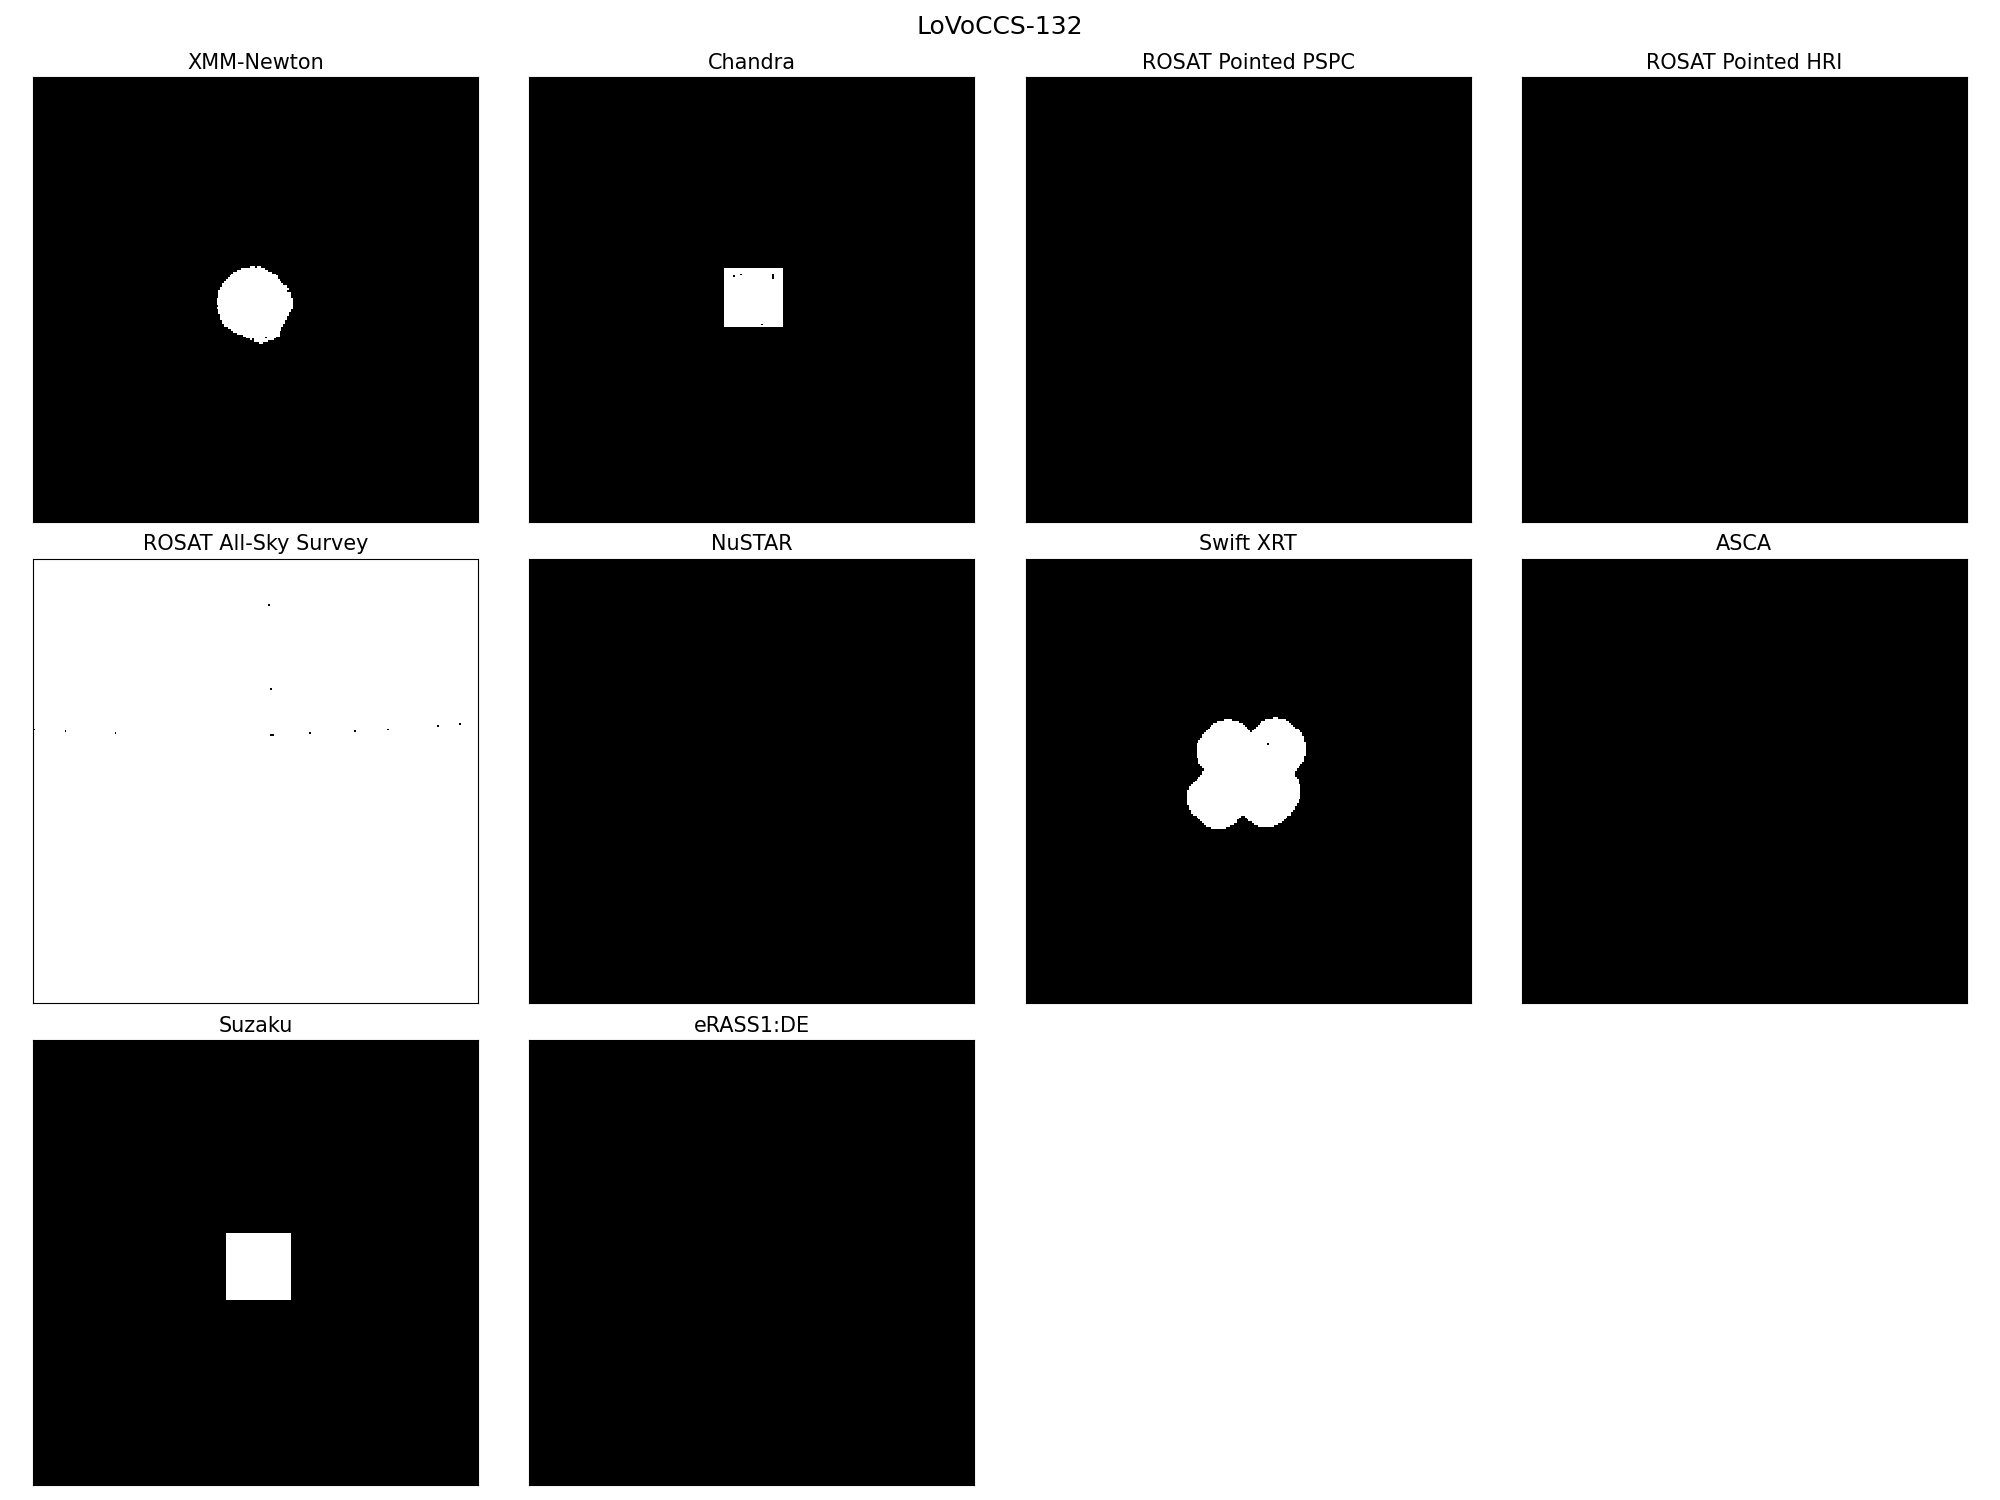 LoVoCCS-132
XMM-Newton
Chandra
ROSAT Pointed PSPC
ROSAT Pointed HRI
ROSAT All-Sky Survey
NuSTAR
Swift XRT
ASCA
Suzaku
eRASS1:DE